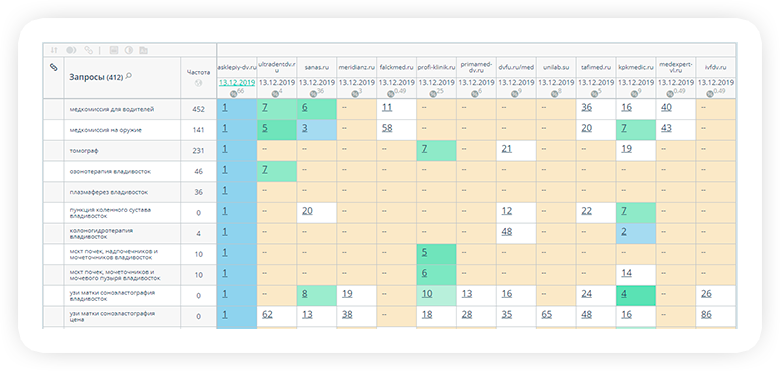 asklepiy-dv.ru ultradentdv.ru sanas.ru meridianz.ru falckmed.ru profi-klinik.ru primamed-dv.ru dvfu.ru/med unilab.su tafimed.ru kpkmedic.ru medexpert-vl.ru ivfdv.ru
Запросы (412) Частота 13.12.2019 13.12.2019 13.12.2019 13.12.2019 13.12.2019 13.12.2019 13.12.2019 13.12.2019 13.12.2019 13.12.2019 13.12.2019 13.12.2019 13.12.2019
66 4 36 3 0,49 25 6 9 8 5 6 0,49 0,49
медкомиссия для водителей 452 1 7 6 -- 11 -- -- -- -- 36 16 40 --
медкомиссия на оружие 141 1 5 3 -- 58 -- -- -- -- 20 7 43 --
томограф 231 1 -- -- -- -- 7 -- 21 -- -- 19 -- --
озонотерапия владивосток 46 1 7 -- -- -- -- -- -- -- -- -- -- --
плазмаферез владивосток 36 1 -- -- -- -- -- -- -- -- -- -- -- --
пункция коленного сустава владивосток 0 1 -- 20 -- -- -- -- 12 -- 22 7 -- --
колоногидротерапия владивосток 4 1 -- -- -- -- -- -- 48 -- -- 2 -- --
мскт почек, надпочечников и мочеточников владивосток 10 1 -- -- -- -- 5 -- -- -- -- -- -- --
мскт почек, мочеточников и мочевого пузыря владивосток 10 1 -- -- -- -- 6 -- -- -- -- 14 -- --
узи матки соноэластография владивосток 0 1 -- 8 19 -- 10 13 16 -- 24 4 -- 26
узи матки соноэластография цена 0 1 62 13 38 -- 18 28 35 65 48 16 -- 86